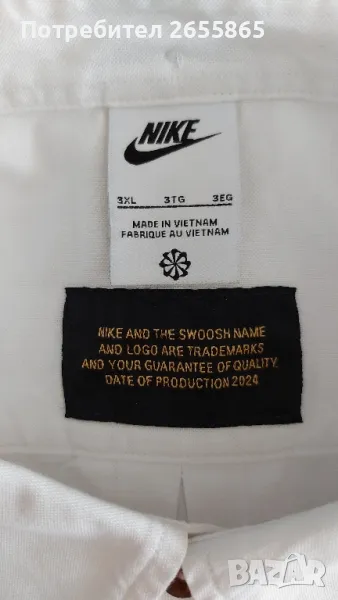 Потребител 2655865
NIKE
3XL 3TG 3EG
MADE IN VIETNAM
FABRIQUE AU VIETNAM
NIKE AND THE SWOOSH NAME
AND LOGO ARE TRADEMARKS
AND YOUR GUARANTEE OF QUALITY.
DATE OF PRODUCTION 2024
BAZAR